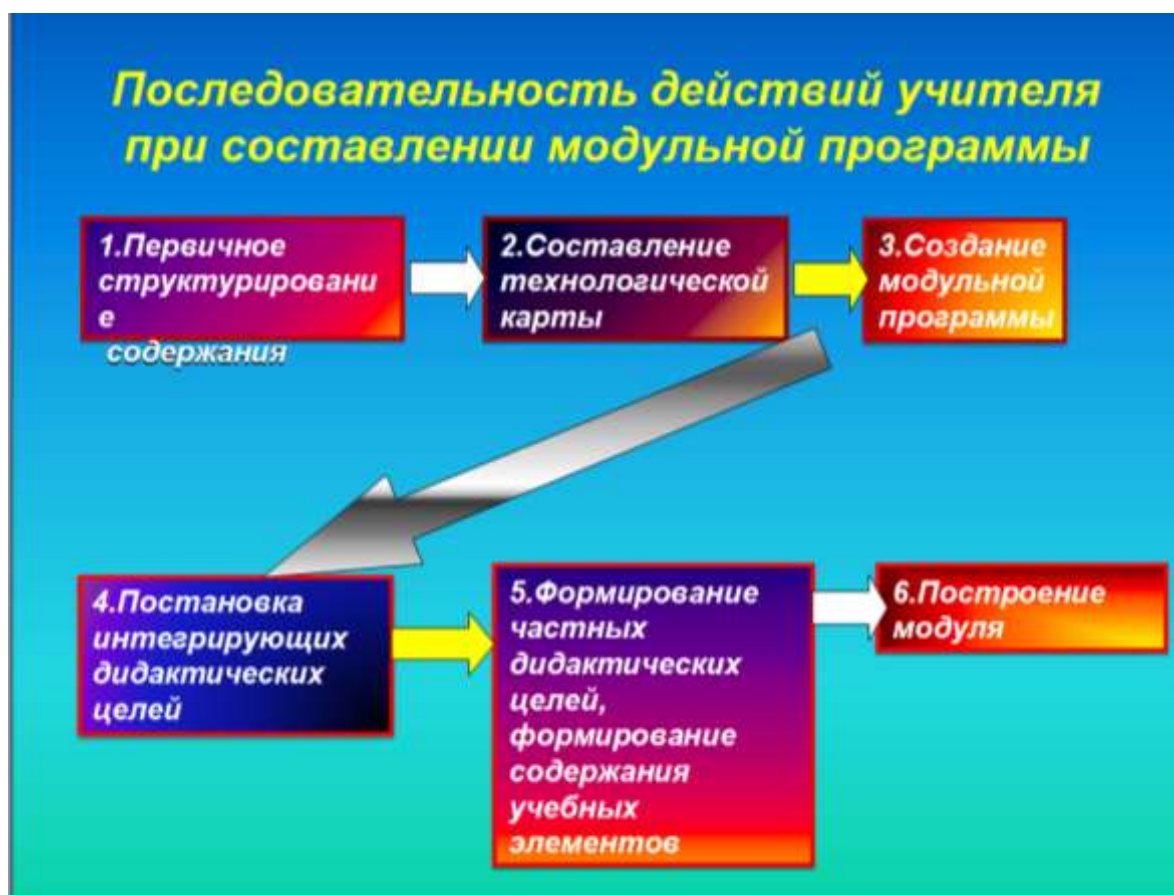 Последовательность действий учителя
при составлении модульной программы
1.Первичное
структурировани
е
содержания
2.Составление
технологической
карты
3.Создание
модульной
программы
4.Постановка
интегрирующих
дидактических
целей
5.Формирование
частных
дидактических
целей,
формирование
содержания
учебных
элементов
6.Построение
модуля